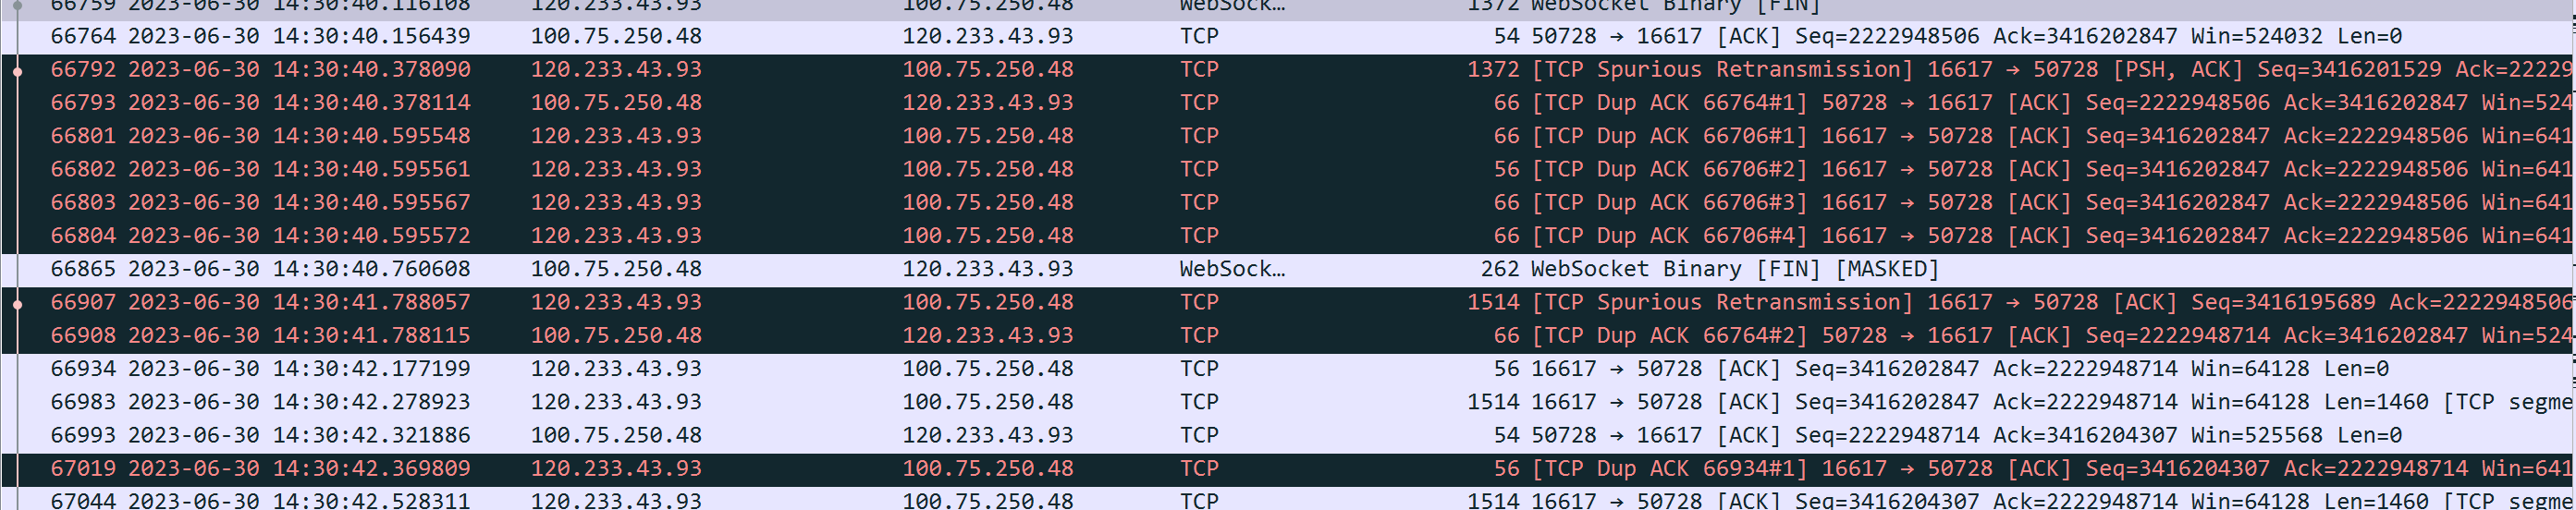 66759 2023-06-30 14:30:40.116108 120.233.43.93 100.75.250.48 WebSock… 1372 WebSocket Binary [FIN]
66764 2023-06-30 14:30:40.156439 100.75.250.48 120.233.43.93 TCP 54 50728 → 16617 [ACK] Seq=2222948506 Ack=3416202847 Win=524032 Len=0
66792 2023-06-30 14:30:40.378090 120.233.43.93 100.75.250.48 TCP 1372 [TCP Spurious Retransmission] 16617 → 50728 [PSH, ACK] Seq=3416201529 Ack=22229
66793 2023-06-30 14:30:40.378114 100.75.250.48 120.233.43.93 TCP 66 [TCP Dup ACK 66764#1] 50728 → 16617 [ACK] Seq=2222948506 Ack=3416202847 Win=524
66801 2023-06-30 14:30:40.595548 120.233.43.93 100.75.250.48 TCP 66 [TCP Dup ACK 66706#1] 16617 → 50728 [ACK] Seq=3416202847 Ack=2222948506 Win=641
66802 2023-06-30 14:30:40.595561 120.233.43.93 100.75.250.48 TCP 56 [TCP Dup ACK 66706#2] 16617 → 50728 [ACK] Seq=3416202847 Ack=2222948506 Win=641
66803 2023-06-30 14:30:40.595567 120.233.43.93 100.75.250.48 TCP 66 [TCP Dup ACK 66706#3] 16617 → 50728 [ACK] Seq=3416202847 Ack=2222948506 Win=641
66804 2023-06-30 14:30:40.595572 120.233.43.93 100.75.250.48 TCP 66 [TCP Dup ACK 66706#4] 16617 → 50728 [ACK] Seq=3416202847 Ack=2222948506 Win=641
66865 2023-06-30 14:30:40.760608 100.75.250.48 120.233.43.93 WebSock… 262 WebSocket Binary [FIN] [MASKED]
66907 2023-06-30 14:30:41.788057 120.233.43.93 100.75.250.48 TCP 1514 [TCP Spurious Retransmission] 16617 → 50728 [ACK] Seq=3416195689 Ack=2222948506
66908 2023-06-30 14:30:41.788115 100.75.250.48 120.233.43.93 TCP 66 [TCP Dup ACK 66764#2] 50728 → 16617 [ACK] Seq=2222948714 Ack=3416202847 Win=524
66934 2023-06-30 14:30:42.177199 120.233.43.93 100.75.250.48 TCP 56 16617 → 50728 [ACK] Seq=3416202847 Ack=2222948714 Win=64128 Len=0
66983 2023-06-30 14:30:42.278923 120.233.43.93 100.75.250.48 TCP 1514 16617 → 50728 [ACK] Seq=3416202847 Ack=2222948714 Win=64128 Len=1460 [TCP segme
66993 2023-06-30 14:30:42.321886 100.75.250.48 120.233.43.93 TCP 54 50728 → 16617 [ACK] Seq=2222948714 Ack=3416204307 Win=525568 Len=0
67019 2023-06-30 14:30:42.369809 120.233.43.93 100.75.250.48 TCP 56 [TCP Dup ACK 66934#1] 16617 → 50728 [ACK] Seq=3416204307 Ack=2222948714 Win=641
67044 2023-06-30 14:30:42.528311 120.233.43.93 100.75.250.48 TCP 1514 16617 → 50728 [ACK] Seq=3416204307 Ack=2222948714 Win=64128 Len=1460 [TCP segme